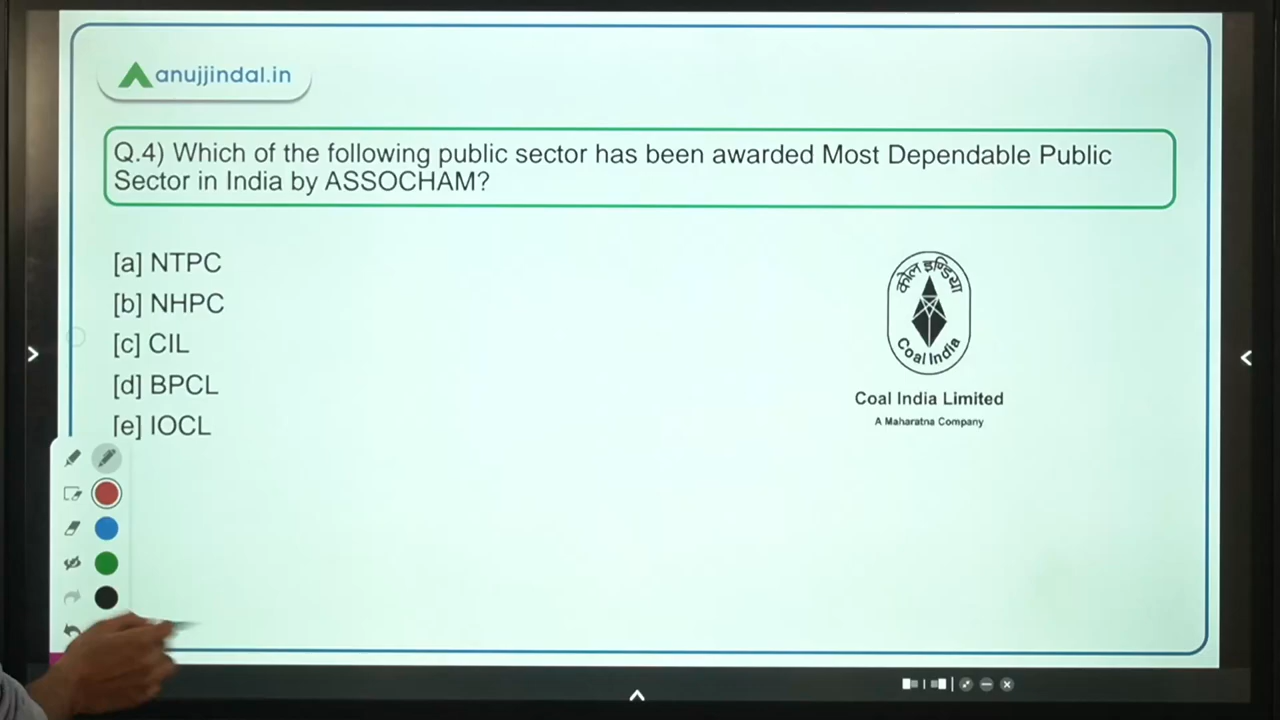 anujjindal.in
Q.4) Which of the following public sector has been awarded Most Dependable Public
Sector in India by ASSOCHAM?
[a] NTPC
[b] NHPC
[c] CIL
[d] BPCL
[e] IOCL
कोल इण्डिया
Coal India
Coal India Limited
A Maharatna Company